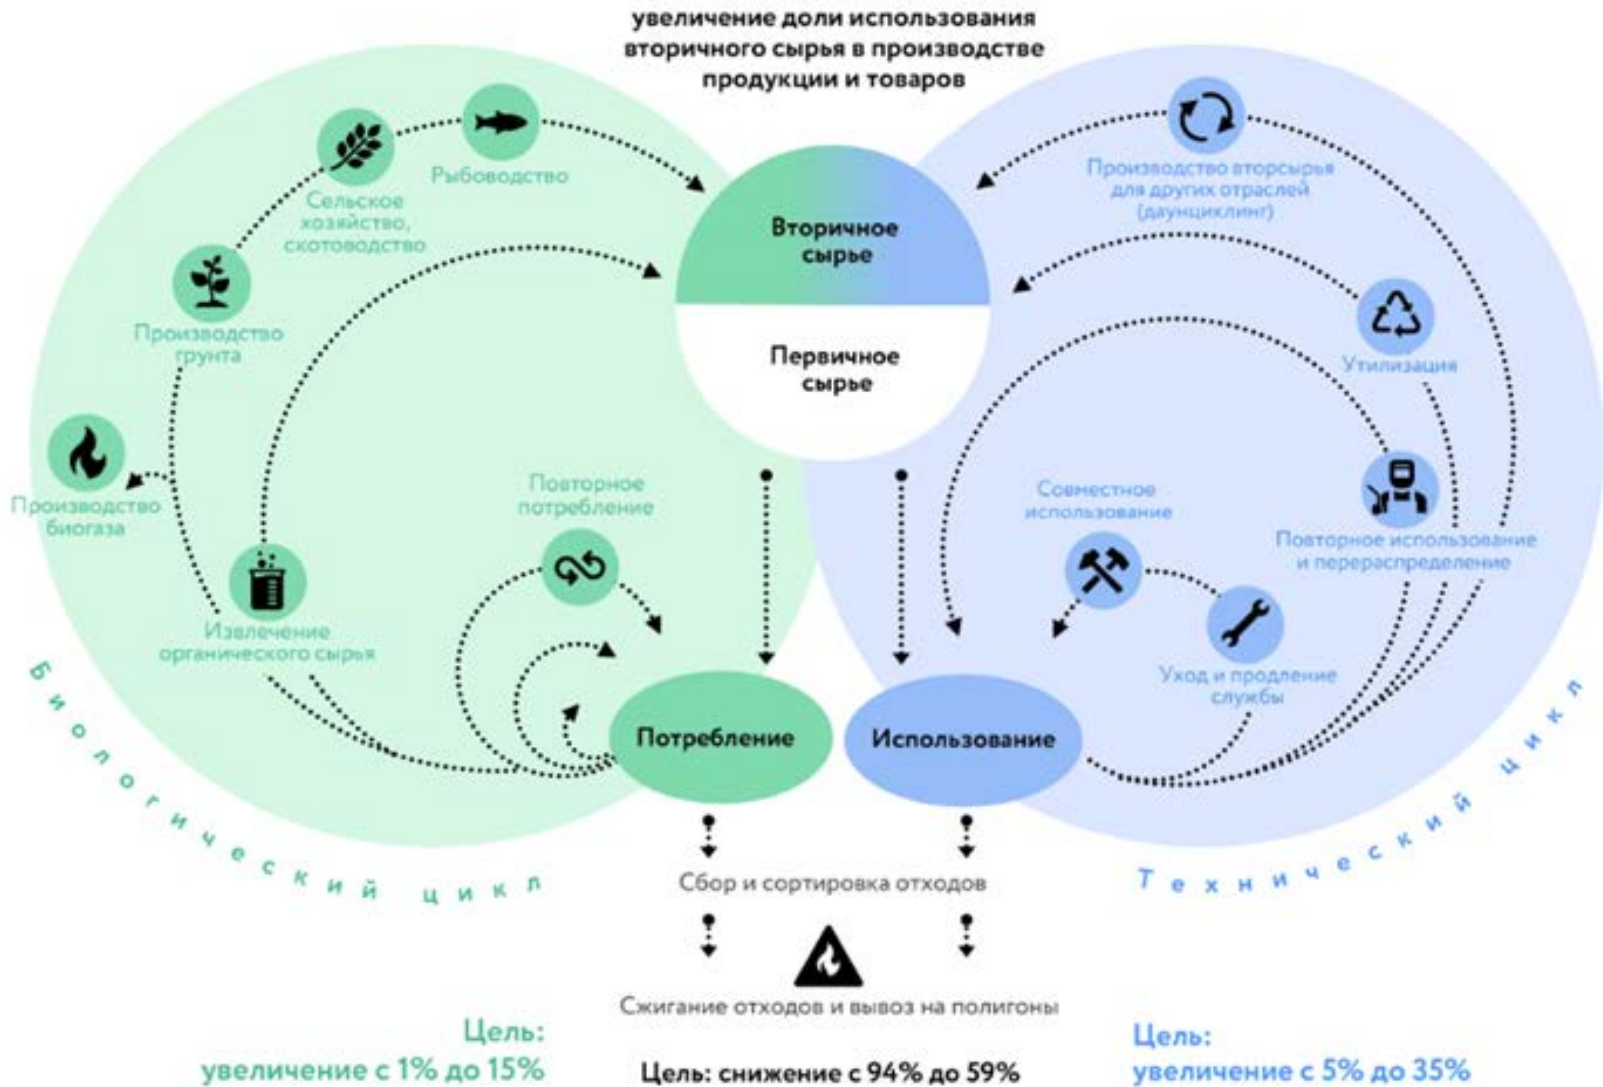 увеличение доли использования
вторичного сырья в производстве
продукции и товаров
Рыбоводство
Сельское
хозяйство,
скотоводство
Производство
грунта
Производство
биогаза
Извлечение
органического сырья
Повторное
потребление
Биологический цикл
Вторичное
сырье
Первичное
сырье
Производство вторсырья
для других отраслей
(даунциклинг)
Утилизация
Повторное использование
и перераспределение
Совместное
использование
Уход и продление
службы
Технический цикл
Потребление
Использование
Сбор и сортировка отходов
Сжигание отходов и вывоз на полигоны
Цель:
увеличение с 1% до 15%
Цель: снижение с 94% до 59%
Цель:
увеличение с 5% до 35%